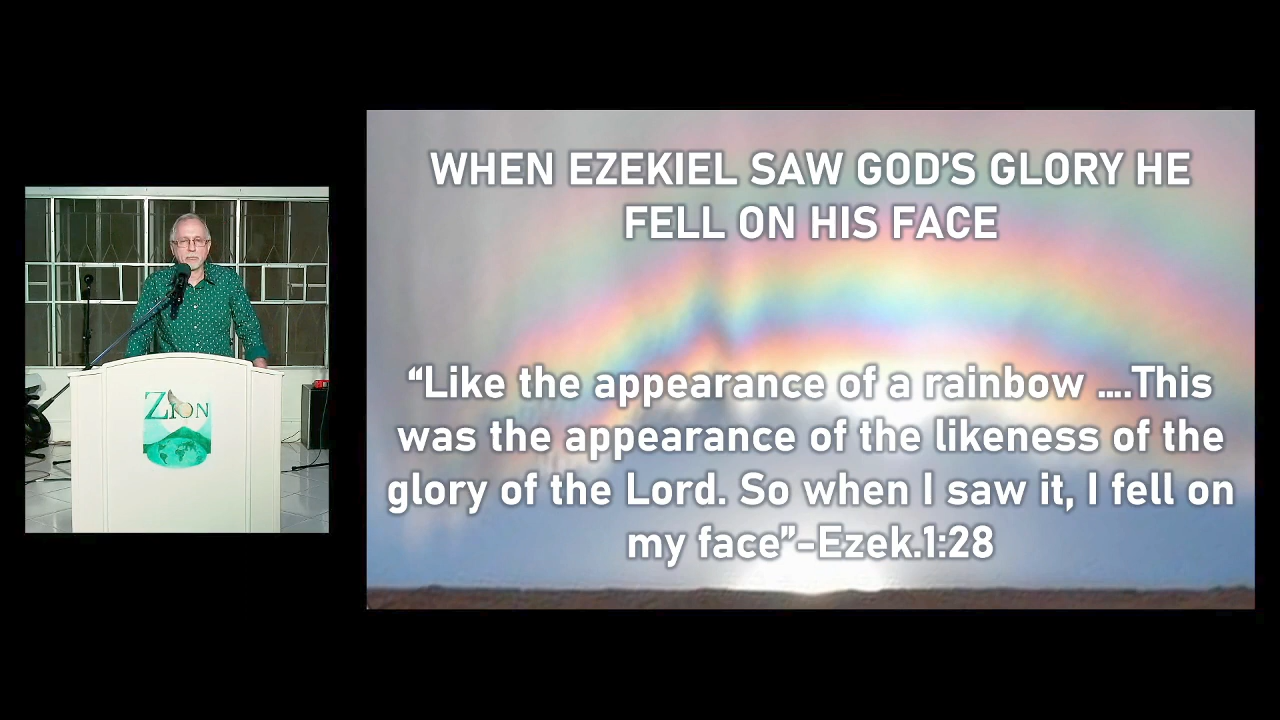 ZION
WHEN EZEKIEL SAW GOD'S GLORY HE
FELL ON HIS FACE
“Like the appearance of a rainbow ....This
was the appearance of the likeness of the
glory of the Lord. So when I saw it, I fell on
my face”-Ezek.1:28